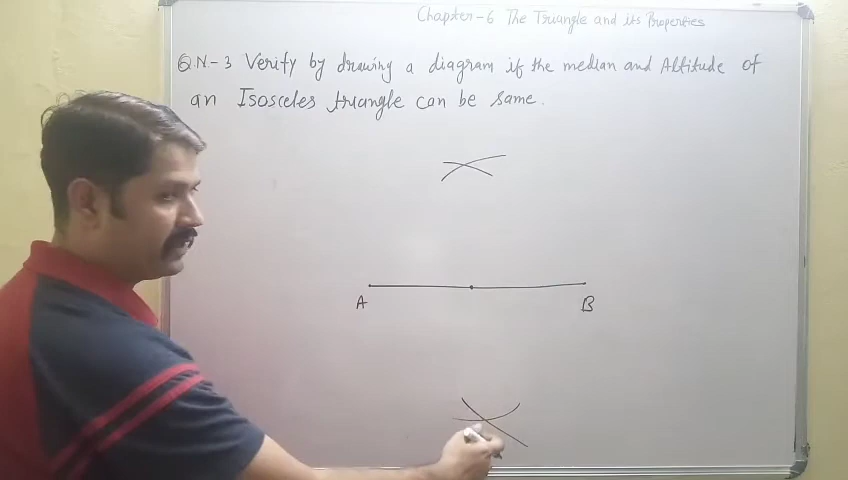 Chapter-6 The Triangle and its Properties
Q.N-3 Verify by drawing a diagram if the median and Altitude of
an Isosceles triangle can be same.
A B